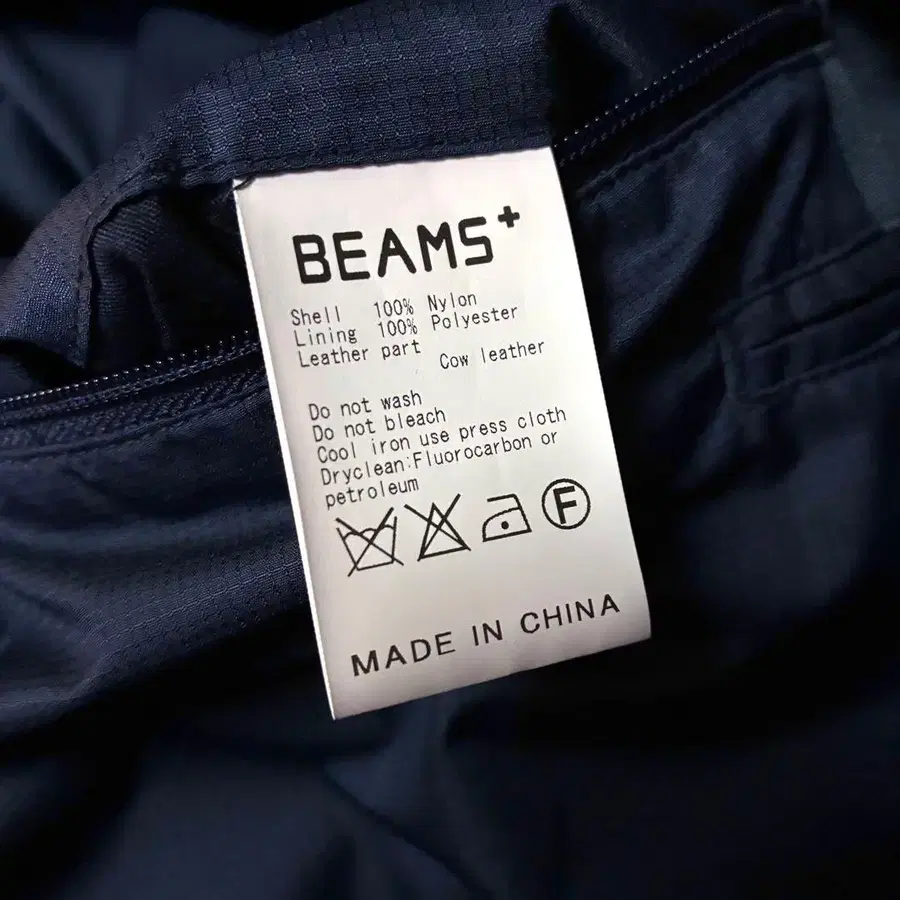 BEAMS+
Shell 100% Nylon
Lining 100% Polyester
Leather part
Cow leather
Do not wash
Do not bleach
Cool iron use press cloth
Dryclean:Fluorocarbon or
petroleum
F
MADE IN CHINA